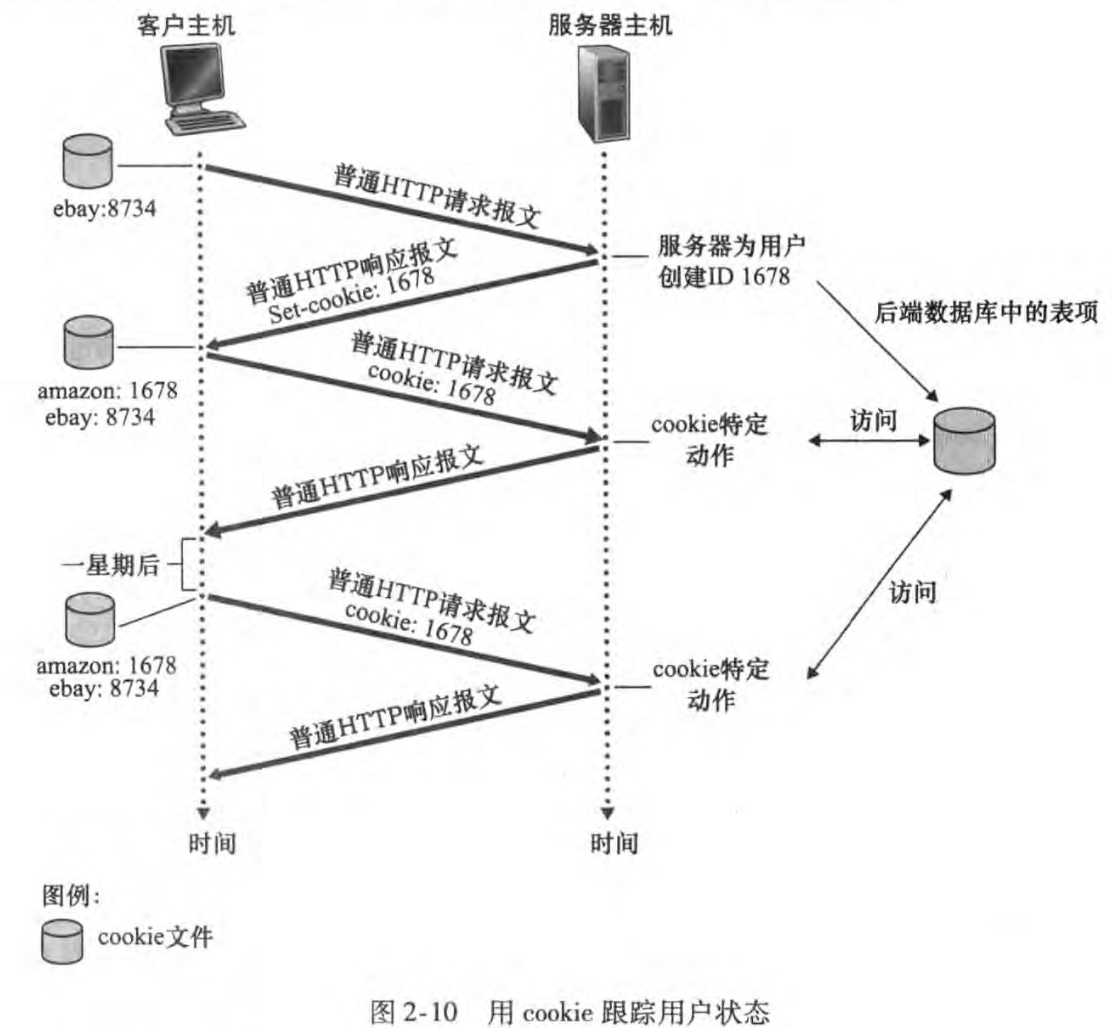 客户主机
服务器主机
普通HTTP请求报文
ebay:8734
服务器为用户
创建ID 1678
普通HTTP响应报文
Set-cookie: 1678
后端数据库中的表项
普通HTTP请求报文
cookie: 1678
amazon: 1678
ebay: 8734
cookie特定
动作
访问
普通HTTP响应报文
一星期后
普通HTTP请求报文
cookie: 1678
访问
amazon: 1678
ebay: 8734
cookie特定
动作
普通HTTP响应报文
时间
时间
图例：
cookie文件
图 2-10 用 cookie 跟踪用户状态